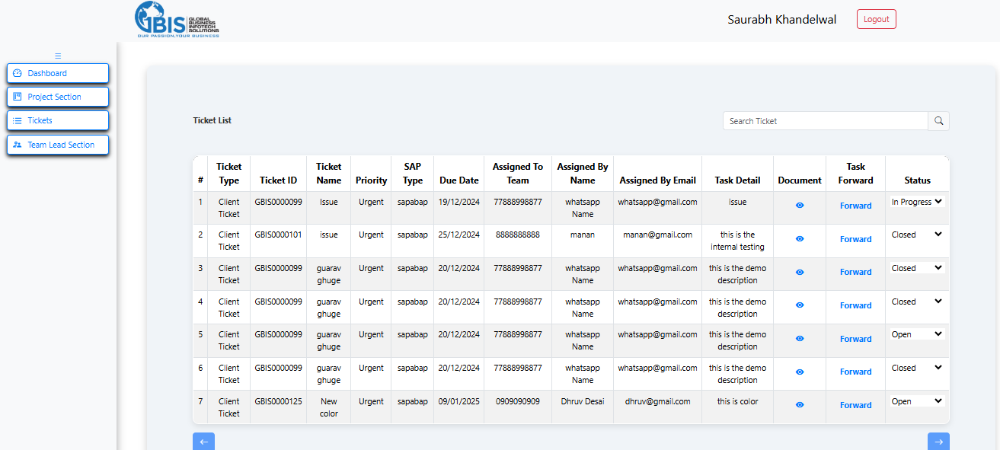 GBIS GLOBAL BUSINESS INFOTECH SOLUTIONS
OUR PASSION,YOUR BUSINESS
Saurabh Khandelwal Logout
Dashboard
Project Section
Tickets
Team Lead Section
Ticket List Search Ticket
# Ticket Type Ticket ID Ticket Name Priority SAP Type Due Date Assigned To Team Assigned By Name Assigned By Email Task Detail Document Task Forward Status
1 Client Ticket GBIS0000099 Issue Urgent sapabap 19/12/2024 77888998877 whatsapp Name whatsapp@gmail.com issue Forward In Progress
2 Client Ticket GBIS0000101 issue Urgent sapabap 25/12/2024 8888888888 manan manan@gmail.com this is the internal testing Forward Closed
3 Client Ticket GBIS0000099 guarav ghuge Urgent sapabap 20/12/2024 77888998877 whatsapp Name whatsapp@gmail.com this is the demo description Forward Closed
4 Client Ticket GBIS0000099 guarav ghuge Urgent sapabap 20/12/2024 77888998877 whatsapp Name whatsapp@gmail.com this is the demo description Forward Closed
5 Client Ticket GBIS0000099 guarav ghuge Urgent sapabap 20/12/2024 77888998877 whatsapp Name whatsapp@gmail.com this is the demo description Forward Open
6 Client Ticket GBIS0000099 guarav ghuge Urgent sapabap 20/12/2024 77888998877 whatsapp Name whatsapp@gmail.com this is the demo description Forward Closed
7 Client Ticket GBIS0000125 New color Urgent sapabap 09/01/2025 0909090909 Dhruv Desai dhruv@gmail.com this is color Forward Open